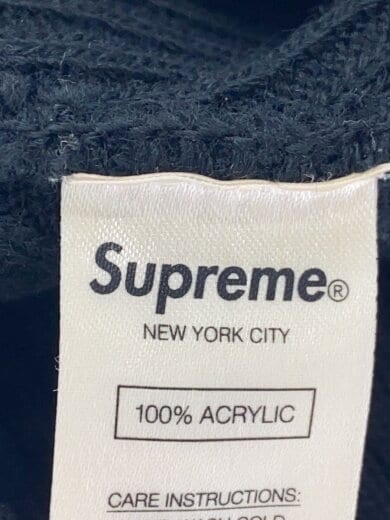 Supreme®
NEW YORK CITY
100% ACRYLIC
CARE INSTRUCTIONS: